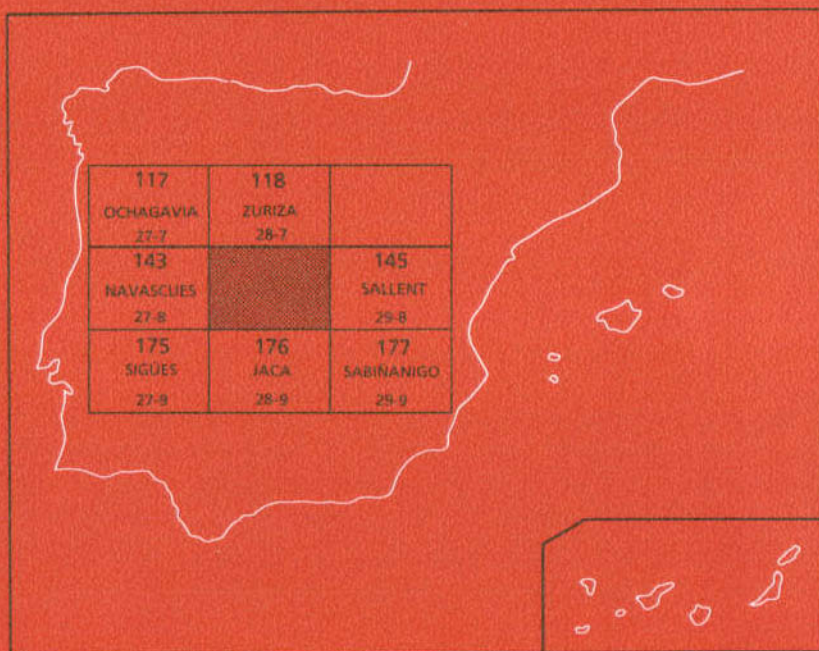 117
118
OCHAGAVIA
ZURIZA
27-7
28-7
143
145
NAVASCUES
SALLENT
27-8
29-8
175
176
177
SIGÜES
JACA
SABIÑANIGO
27-9
28-9
29-9